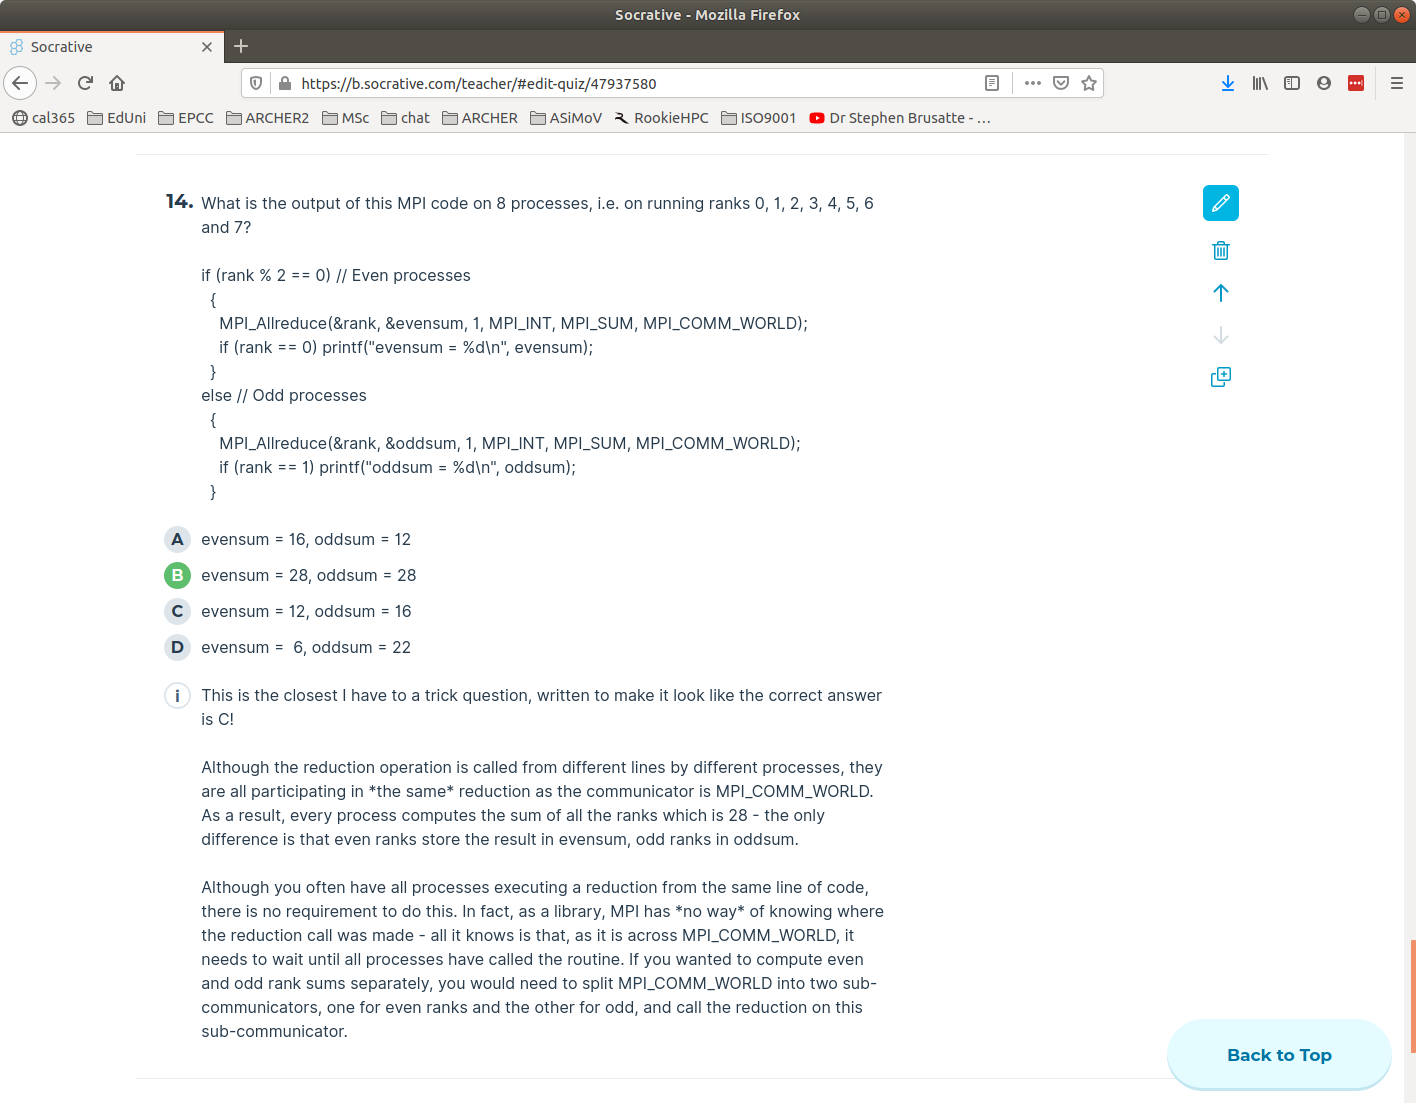 Socrative - Mozilla Firefox
Socrative
https://b.socrative.com/teacher/#edit-quiz/47937580
cal365 EdUni EPCC ARCHER2 MSc chat ARCHER ASiMoV RookieHPC ISO9001 Dr Stephen Brusatte - ...
14. What is the output of this MPI code on 8 processes, i.e. on running ranks 0, 1, 2, 3, 4, 5, 6
and 7?
if (rank % 2 == 0) // Even processes
{
MPI_Allreduce(&rank, &evensum, 1, MPI_INT, MPI_SUM, MPI_COMM_WORLD);
if (rank == 0) printf("evensum = %d\n", evensum);
}
else // Odd processes
{
MPI_Allreduce(&rank, &oddsum, 1, MPI_INT, MPI_SUM, MPI_COMM_WORLD);
if (rank == 1) printf("oddsum = %d\n", oddsum);
}
A evensum = 16, oddsum = 12
B evensum = 28, oddsum = 28
C evensum = 12, oddsum = 16
D evensum =  6, oddsum = 22
i This is the closest I have to a trick question, written to make it look like the correct answer
is C!
Although the reduction operation is called from different lines by different processes, they
are all participating in *the same* reduction as the communicator is MPI_COMM_WORLD.
As a result, every process computes the sum of all the ranks which is 28 - the only
difference is that even ranks store the result in evensum, odd ranks in oddsum.
Although you often have all processes executing a reduction from the same line of code,
there is no requirement to do this. In fact, as a library, MPI has *no way* of knowing where
the reduction call was made - all it knows is that, as it is across MPI_COMM_WORLD, it
needs to wait until all processes have called the routine. If you wanted to compute even
and odd rank sums separately, you would need to split MPI_COMM_WORLD into two sub-
communicators, one for even ranks and the other for odd, and call the reduction on this
sub-communicator.
Back to Top